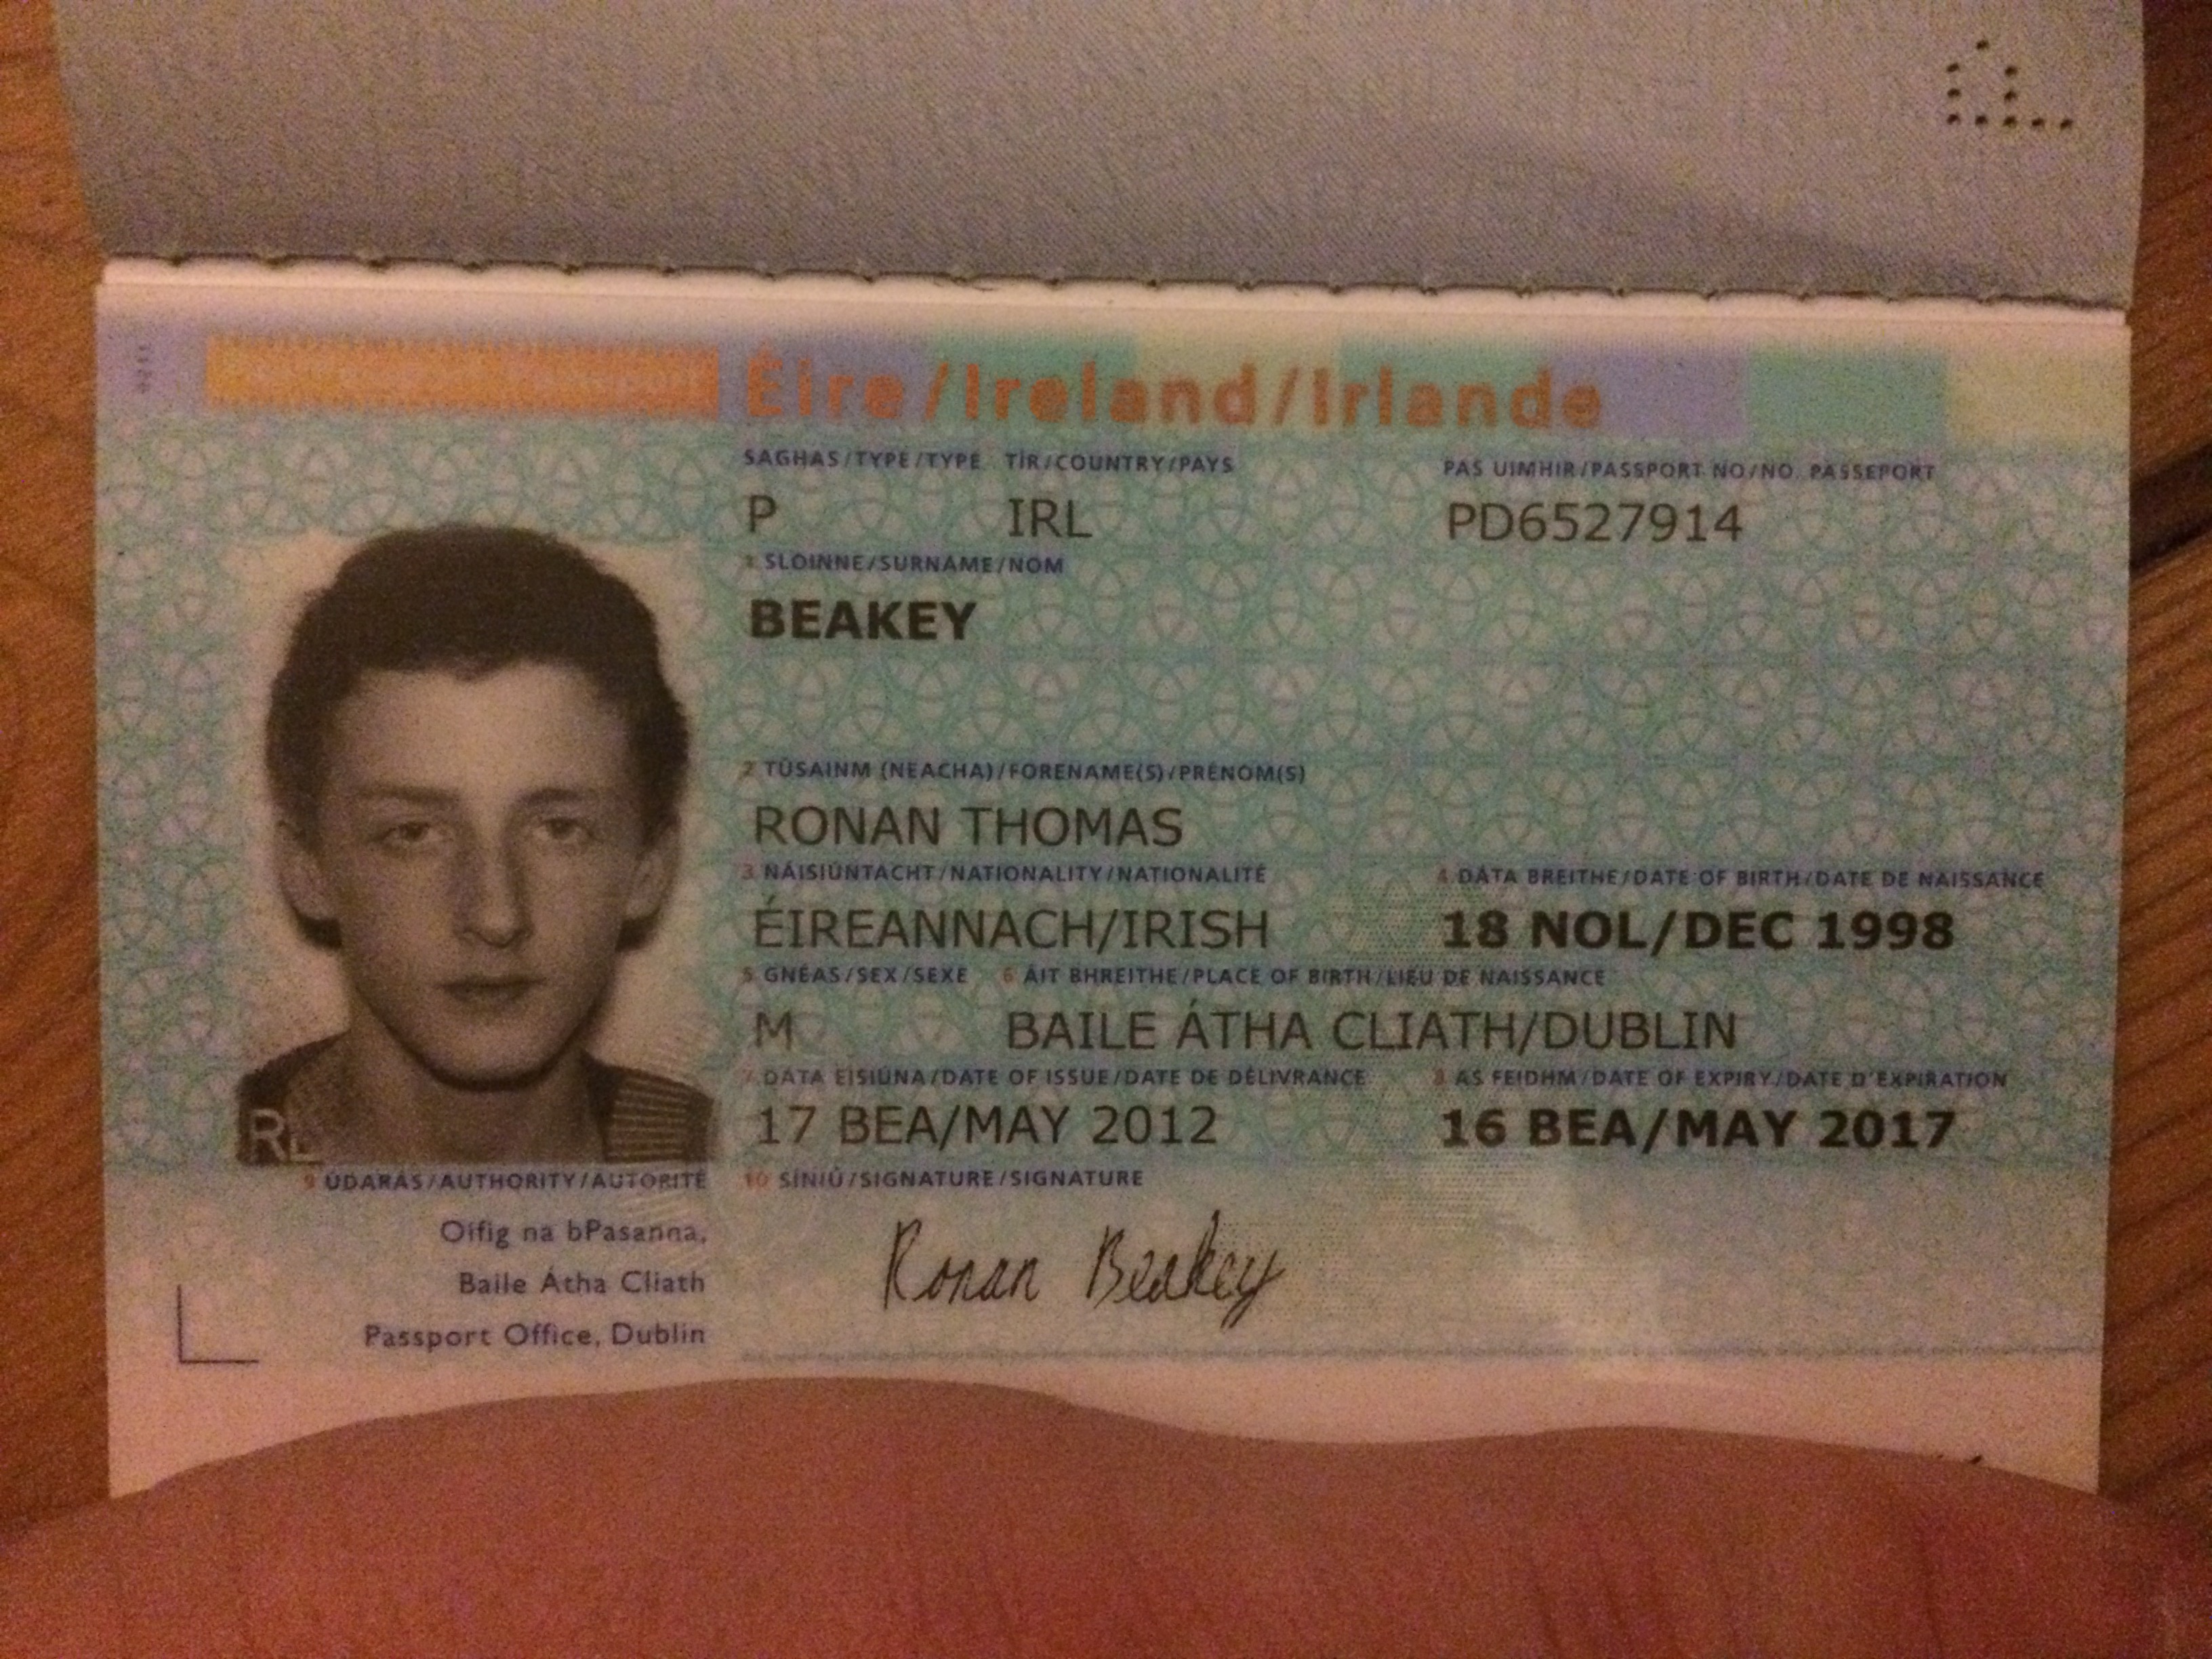 Éire/Ireland/Irlande
SAGHAS/TYPE/TYPE TÍR/COUNTRY/PAYS PAS UIMHIR/PASSPORT NO/NO. PASSEPORT
P IRL PD6527914
1 SLOINNE/SURNAME/NOM
BEAKEY
2 TÚSAINM (NEACHA)/FORENAME(S)/PRÉNOM(S)
RONAN THOMAS
3 NÁISIÚNTACHT/NATIONALITY/NATIONALITÉ 4 DÁTA BREITHE/DATE OF BIRTH/DATE DE NAISSANCE
ÉIREANNACH/IRISH 18 NOL/DEC 1998
5 GNÉAS/SEX/SEXE 6 ÁIT BHREITHE/PLACE OF BIRTH/LIEU DE NAISSANCE
M BAILE ÁTHA CLIATH/DUBLIN
7 DÁTA EISIÚNA/DATE OF ISSUE/DATE DE DÉLIVRANCE 8 AS FEIDHM/DATE OF EXPIRY/DATE D'EXPIRATION
17 BEA/MAY 2012 16 BEA/MAY 2017
9 ÚDARÁS/AUTHORITY/AUTORITÉ 10 SÍNIÚ/SIGNATURE/SIGNATURE
Oifig na bPasanna,
Baile Átha Cliath
Passport Office, Dublin
Ronan Beakey